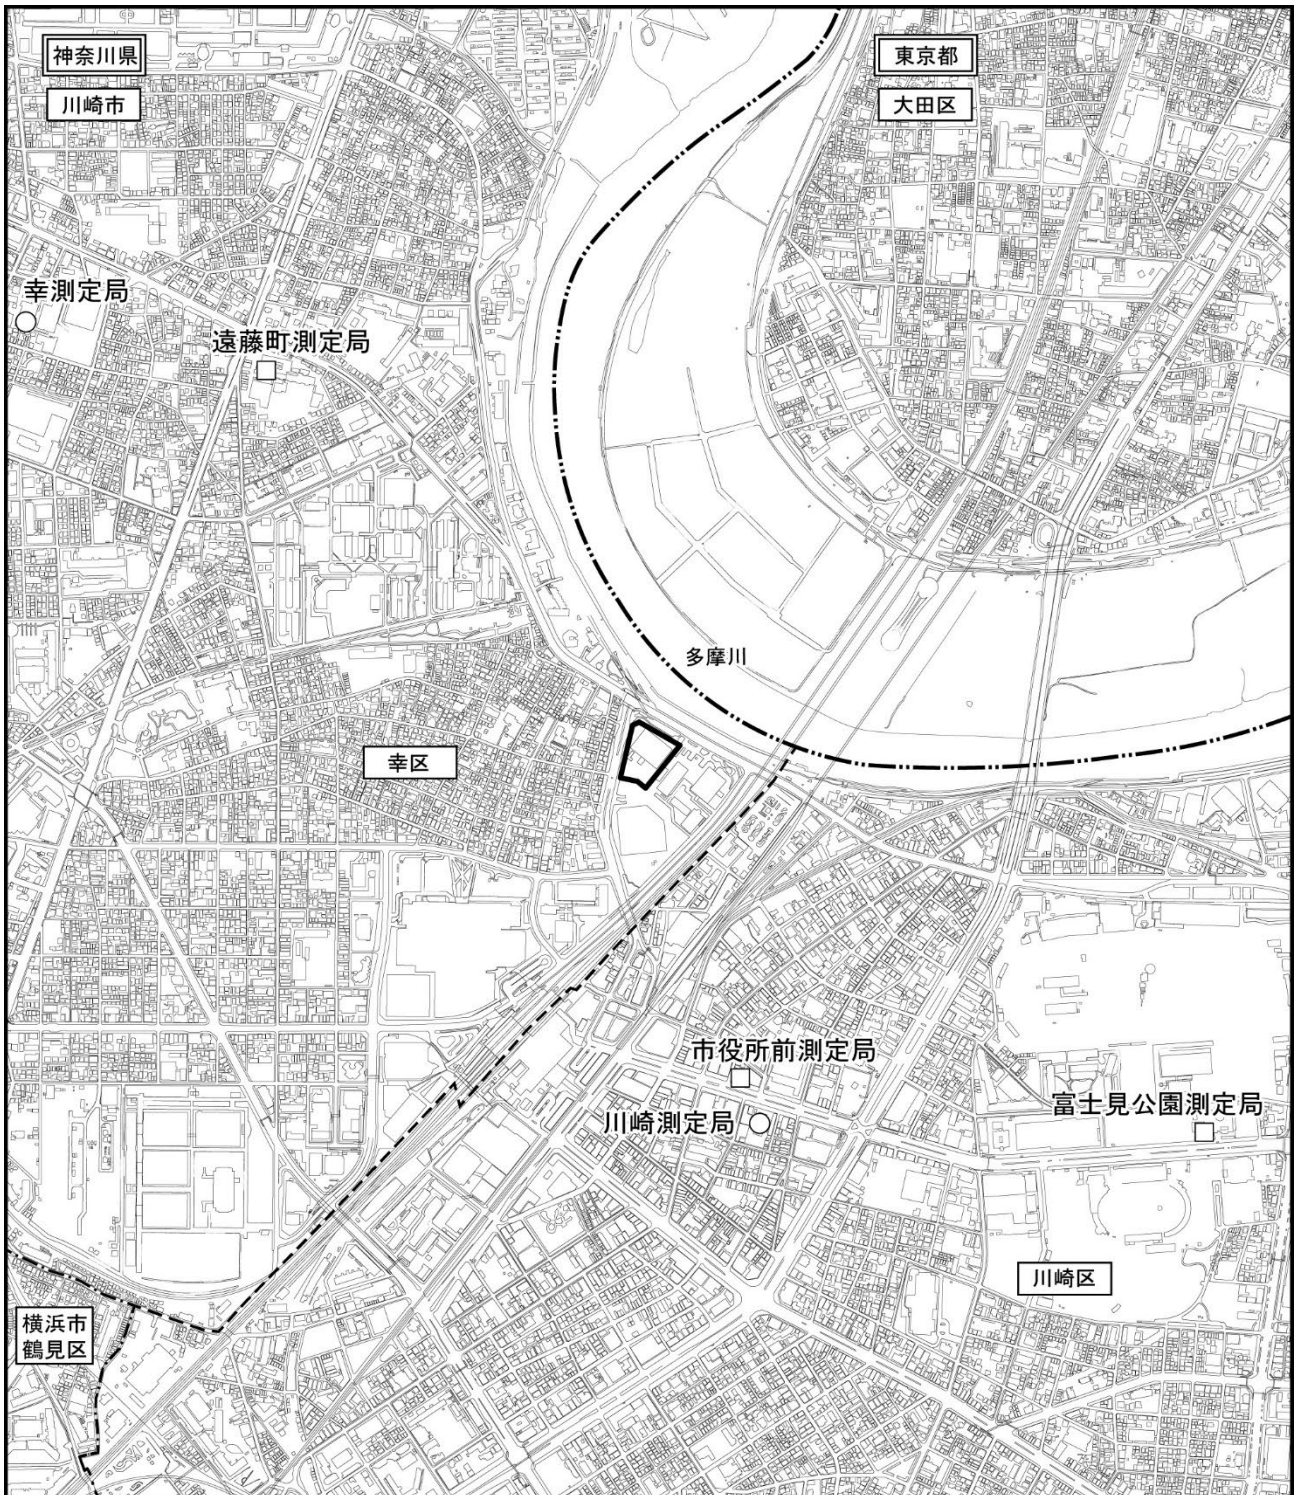 神奈川県
川崎市
東京都
大田区
幸測定局
遠藤町測定局
多摩川
幸区
市役所前測定局
川崎測定局
富士見公園測定局
川崎区
横浜市
鶴見区